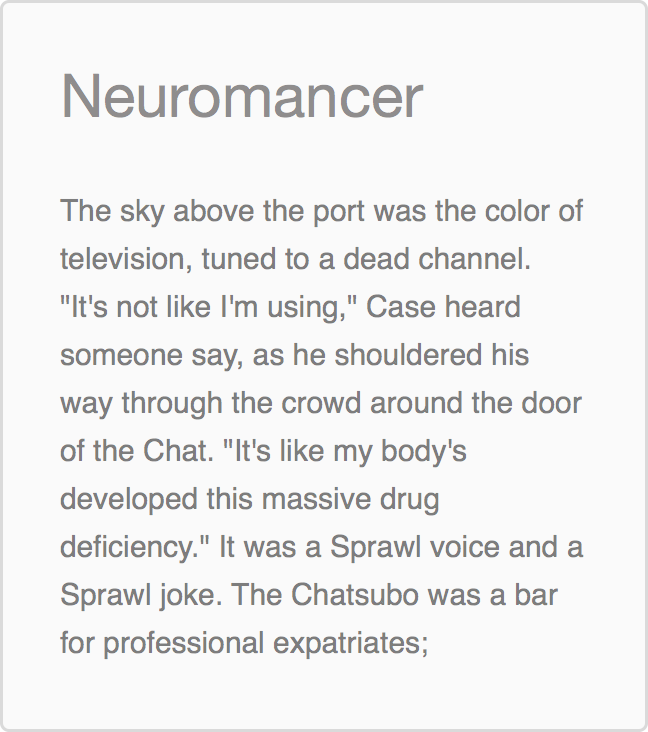 Neuromancer
The sky above the port was the color of
television, tuned to a dead channel.
"It's not like I'm using," Case heard
someone say, as he shouldered his
way through the crowd around the door
of the Chat. "It's like my body's
developed this massive drug
deficiency." It was a Sprawl voice and a
Sprawl joke. The Chatsubo was a bar
for professional expatriates;